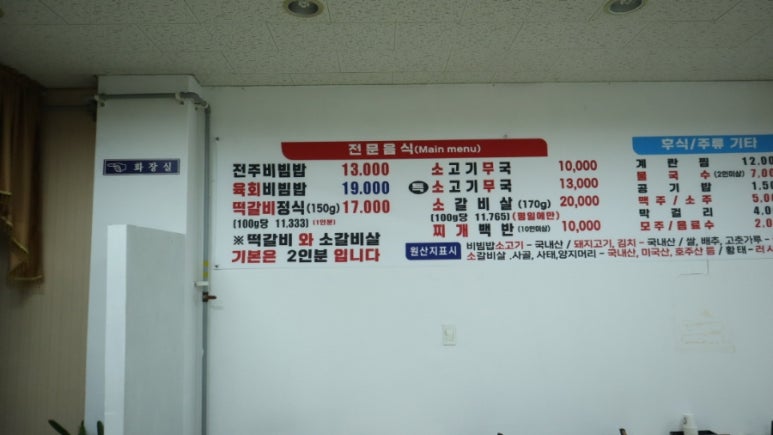 화장실
전문음식(Main menu)
전주비빔밥 13.000
육회비빔밥 19.000
떡갈비정식(150g) 17.000
(100g당 11,333) (1인분)
※ 떡갈비 와 소갈비살
기본은 2인분 입니다
소고기무국 10,000
특 소고기무국 13,000
소갈비살 (170g) 20,000
(100g당 11,765) (평일에만)
찌개백반 (10인이상) 10,000
후식/주류 기타
계란찜 12.00
물국수(2인이상) 7,00
공기밥 1.50
맥주/소주 5,00
막걸리 4,00
모주/음료수 2.0
원산지표시
비빔밥소고기 - 국내산 / 돼지고기, 김치 - 국내산 / 쌀, 배추, 고춧가루 -
소갈비살 .사골, 사태,양지머리 - 국내산, 미국산, 호주산 등 / 황태 - 러시